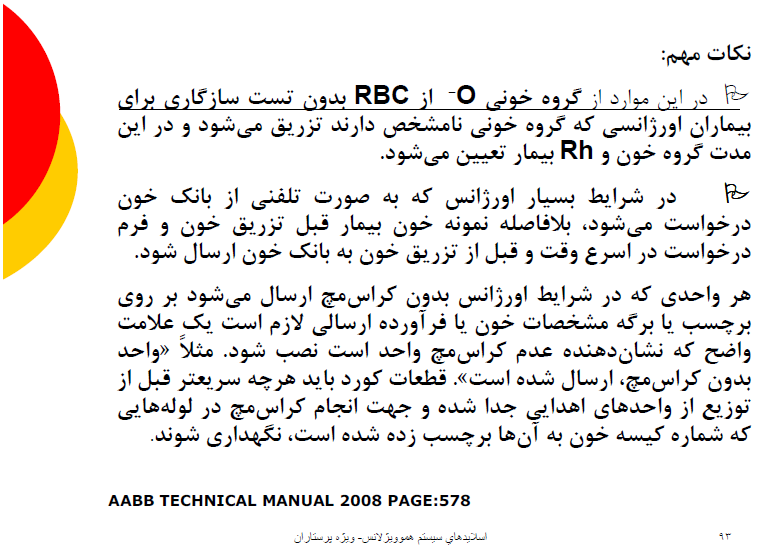 نکات مهم:
در این موارد از گروه خونی O⁻ از RBC بدون تست سازگاری برای
بیماران اورژانسی که گروه خونی نامشخص دارند تزریق می‌شود و در این
مدت گروه خون و Rh بیمار تعیین می‌شود.
در شرایط بسیار اورژانس که به صورت تلفنی از بانک خون
درخواست می‌شود، بلافاصله نمونه خون بیمار قبل تزریق خون و فرم
درخواست در اسرع وقت و قبل از تزریق خون به بانک خون ارسال شود.
هر واحدی که در شرایط اورژانس بدون کراس‌مچ ارسال می‌شود بر روی
برچسب یا برگه مشخصات خون یا فرآورده ارسالی لازم است یک علامت
واضح که نشان‌دهنده عدم کراس‌مچ واحد است نصب شود. مثلاً «واحد
بدون کراس‌مچ، ارسال شده است». قطعات کورد باید هرچه سریعتر قبل از
توزیع از واحدهای اهدایی جدا شده و جهت انجام کراس‌مچ در لوله‌هایی
که شماره کیسه خون به آن‌ها برچسب زده شده است، نگهداری شوند.
AABB TECHNICAL MANUAL 2008 PAGE:578
اسلایدهاي سیستم هموویژلانس- ویژه پرستاران
۹۳